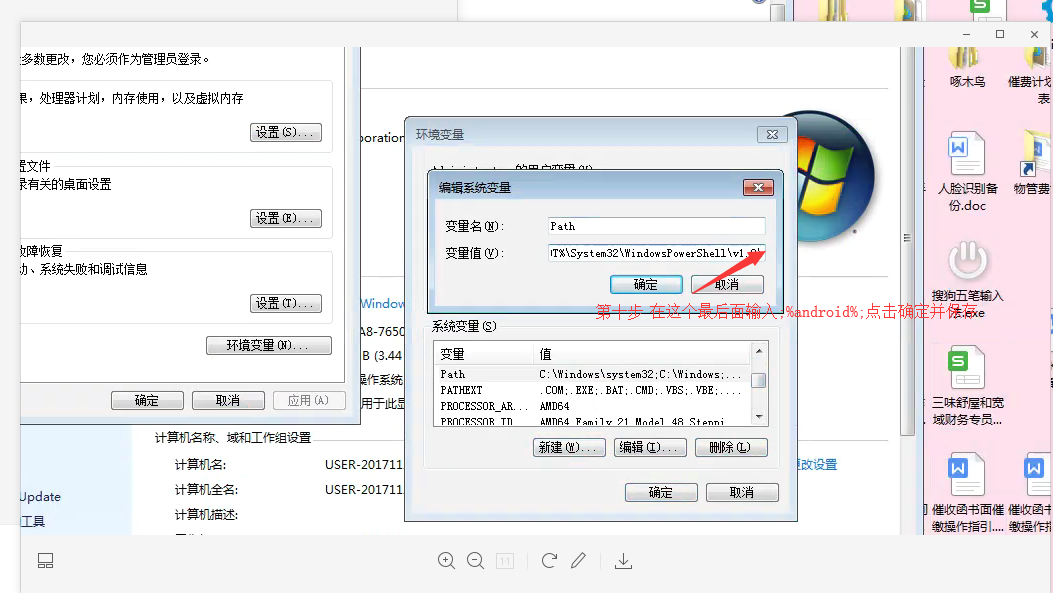 多数更改，您必须作为管理员登录。
处理器计划，内存使用，以及虚拟内存
设置(S)...
置文件
录有关的桌面设置
设置(E)...
故障恢复
动、系统失败和调试信息
设置(T)...
环境变量(N)...
确定
取消
应用(A)
计算机名称、域和工作组设置
计算机名:
USER-201711
计算机全名:
USER-201711
计算机描述:
Update
工具
oration
Windows
A8-7650
B (3.44
操作系统
用于此显
更改设置
环境变量
编辑系统变量
变量名(N):
Path
变量值(V):
T%\System32\WindowsPowerShell\v1.0\
确定
取消
第十步 在这个最后面输入;%android%;点击确定并保存
系统变量(S)
变量
值
Path
C:\Windows\system32;C:\Windows;...
PATHEXT
.COM;.EXE;.BAT;.CMD;.VBS;.VBE;....
PROCESSOR_AR...
AMD64
PROCESSOR_ID
AMD64 Family 21 Model 48 Steppi
新建(W)...
编辑(I)...
删除(L)
确定
取消
啄木鸟
催费计划
表
人脸识别备
份.doc
物管费
搜狗五笔输入
法.exe
三味舒屋和宽
域财务专员...
催收函书面催
缴操作指引....
催收函书
缴操作指
1:1